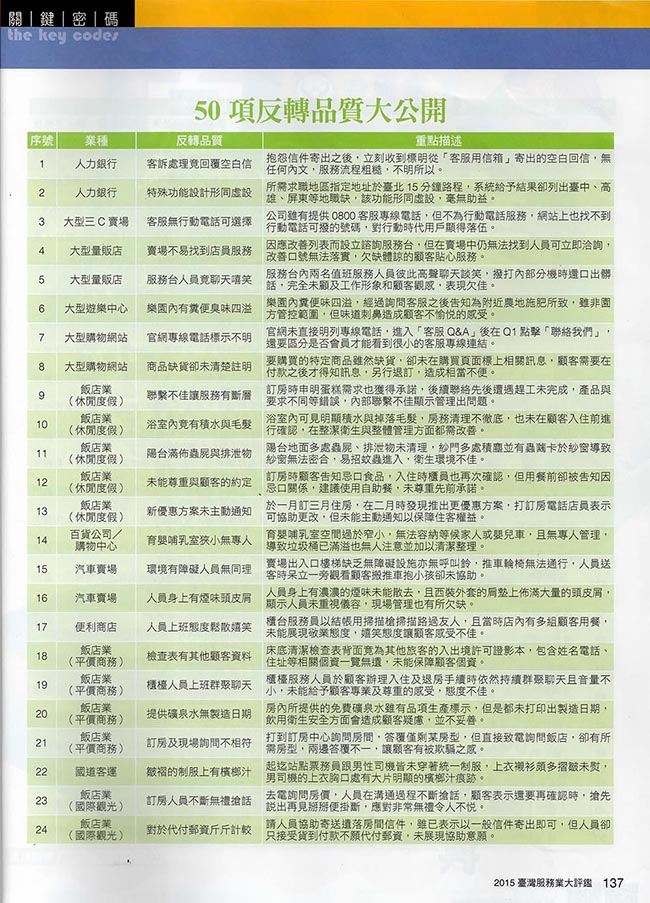 關鍵密碼
the key codes
50 項反轉品質大公開
序號 業種 反轉品質 重點描述
1 人力銀行 客訴處理竟回覆空白信 抱怨信件寄出之後，立刻收到標明從「客服用信箱」寄出的空白回信，無
任何內文，服務流程粗糙，不明所以。
2 人力銀行 特殊功能設計形同虛設 所需求職地區指定地址於臺北 15 分鐘路程，系統給予結果卻列出臺中、高
雄、屏東等地職缺，該功能形同虛設，毫無助益。
3 大型三 C 賣場 客服無行動電話可選擇 公司雖有提供 0800 客服專線電話，但不為行動電話服務，網站上也找不到
行動電話可撥的號碼，對行動時代用戶顯得落伍。
4 大型量販店 賣場不易找到店員服務 因應改善列表而設立諮詢服務台，但在賣場中仍無法找到人員可立即洽詢，
改善口號無法落實，欠缺體諒的顧客貼心服務。
5 大型量販店 服務台人員竟聊天嘻笑 服務台內兩名值班服務人員彼此高聲聊天談笑，撥打內部分機時還口出髒
話，完全未顧及工作形象和顧客觀感，表現欠佳。
6 大型遊樂中心 樂園內有糞便臭味四溢 樂園內糞便味四溢，經過詢問客服之後告知為附近農地施肥所致，雖非園
方管控範圍，但味道刺鼻造成顧客不愉悅的感受。
7 大型購物網站 官網專線電話標示不明 官網未直接明列專線電話，進入「客服 Q&A」後在 Q1 點擊「聯絡我們」，
還要區分是否會員才能看到很小的客服專線連結。
8 大型購物網站 商品缺貨卻未清楚註明 要購買的特定商品雖然缺貨，卻未在購買頁面標上相關訊息，顧客需要在
付款之後才得知訊息，另行退訂，造成相當不便。
9 飯店業
（休閒度假） 聯繫不佳讓服務有斷層 訂房時申明蛋糕需求也獲得承諾，後續聯絡先後遭遇趕工未完成，產品與
要求不同等錯誤，內部聯繫不佳顯示管理出問題。
10 飯店業
（休閒度假） 浴室內竟有積水與毛髮 浴室內可見明顯積水與掉落毛髮，房務清理不徹底，也未在顧客入住前進
行確認，在整潔衛生與整體管理方面都需改善。
11 飯店業
（休閒度假） 陽台滿佈蟲屍與排泄物 陽台地面多處蟲屍、排泄物未清理，紗門多處積塵並有蟲繭卡於紗窗導致
紗窗無法密合，易招蚊蟲進入，衛生環境不佳。
12 飯店業
（休閒度假） 未能尊重與顧客的約定 訂房時顧客告知忌口食品，入住時櫃員也再次確認，但用餐前卻被告知因
忌口關係，建議使用自助餐，未尊重先前承諾。
13 飯店業
（休閒度假） 新優惠方案未主動通知 於一月訂三月住房，在二月時發現推出更優惠方案，打訂房電話店員表示
可協助更改，但未能主動通知以保障住客權益。
14 百貨公司／
購物中心 育嬰哺乳室狹小無專人 育嬰哺乳室空間過於窄小，無法容納等候家人或嬰兒車，且無專人管理，
導致垃圾桶已滿溢也無人注意並加以清潔整理。
15 汽車賣場 環境有障礙人員無同理 賣場出入口樓梯缺乏無障礙設施亦無呼叫鈴，推車輪椅無法通行，人員送
客時呆立一旁觀看顧客搬推車抱小孩卻未協助。
16 汽車賣場 人員身上有煙味頭皮屑 人員身上有濃濃的煙味未能散去，且西裝外套的肩墊上佈滿大量的頭皮屑，
顯示人員未重視儀容，現場管理也有所欠缺。
17 便利商店 人員上班態度鬆散嬉笑 櫃台服務員以結帳用掃描槍掃描路過友人，且當時店內有多組顧客用餐，
未能展現敬業態度，嬉笑態度讓顧客感受不佳。
18 飯店業
（平價商務） 檢查表有其他顧客資料 床底清潔檢查表背面竟為其他旅客的入出境許可證影本，包含姓名電話、
住址等相關個資一覽無遺，未能保障顧客個資。
19 飯店業
（平價商務） 櫃檯人員上班群聚聊天 櫃檯服務人員於顧客辦理入住及退房手續時依然持續群聚聊天且音量不
小，未能給予顧客專業及尊重的感受，態度不佳。
20 飯店業
（平價商務） 提供礦泉水無製造日期 房內所提供的免費礦泉水雖有品項生產標示，但是都未打印出製造日期，
飲用衛生安全方面會造成顧客疑慮，並不妥善。
21 飯店業
（平價商務） 訂房及現場詢問不相符 打到訂房中心詢問房間，答覆僅剩某房型，但直接致電詢問飯店，卻有所
需房型，兩邊答覆不一，讓顧客有被欺騙之感。
22 國道客運 皺褶的制服上有檳榔汁 起迄站點票務員跟男性司機皆未穿著統一制服，上衣襯衫頗多摺皺未熨，
男司機的上衣胸口處有大片明顯的檳榔汁痕跡。
23 飯店業
（國際觀光） 訂房人員不斷無禮搶話 去電詢問房價，人員在溝通過程不斷搶話，顧客表示還要再確認時，搶先
說出再見掰掰便掛斷，應對非常無禮令人不悅。
24 飯店業
（國際觀光） 對於代付郵資斤斤計較 請人員協助寄送遺落房間信件，雖已表示以一般信件寄出即可，但人員卻
只接受貨到付款不願代付郵資，未展現協助意願。
2015 臺灣服務業大評鑑 137